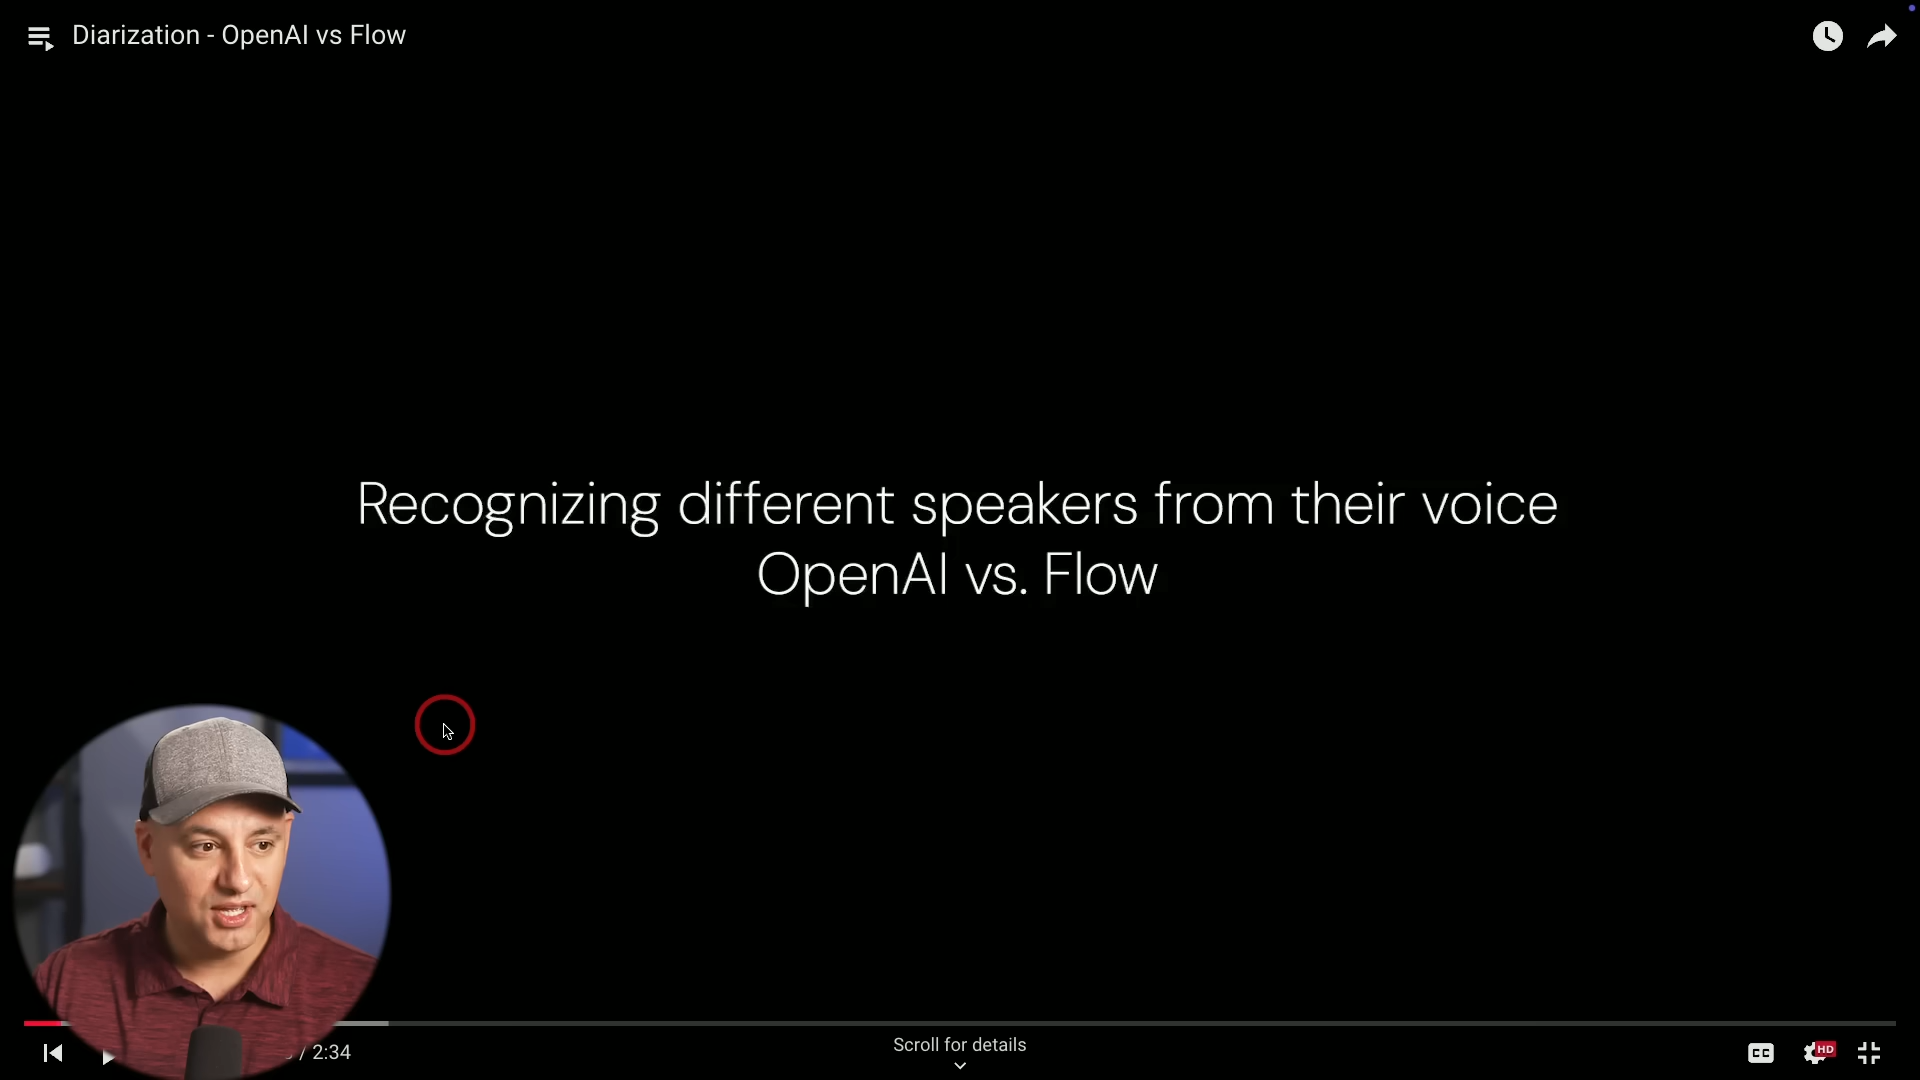 Diarization - OpenAI vs Flow
Recognizing different speakers from their voice
OpenAI vs. Flow
/ 2:34
Scroll for details
CC
HD